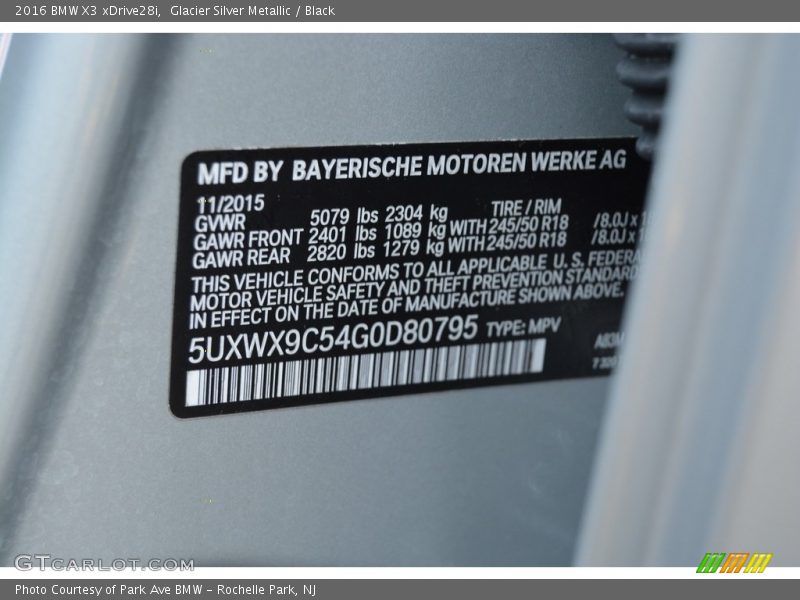 2016 BMW X3 xDrive28i,  Glacier Silver Metallic / Black
MFD BY BAYERISCHE MOTOREN WERKE AG
11/2015 TIRE / RIM
GVWR 5079 lbs 2304 kg
GAWR FRONT 2401 lbs 1089 kg WITH 245/50 R18 /8.0J x
GAWR REAR 2820 lbs 1279 kg WITH 245/50 R18 /8.0J x
THIS VEHICLE CONFORMS TO ALL APPLICABLE U. S. FEDERA
MOTOR VEHICLE SAFETY AND THEFT PREVENTION STANDARD
IN EFFECT ON THE DATE OF MANUFACTURE SHOWN ABOVE.
5UXWX9C54G0D80795 TYPE: MPV
GTCARLOT.COM
Photo Courtesy of Park Ave BMW - Rochelle Park, NJ